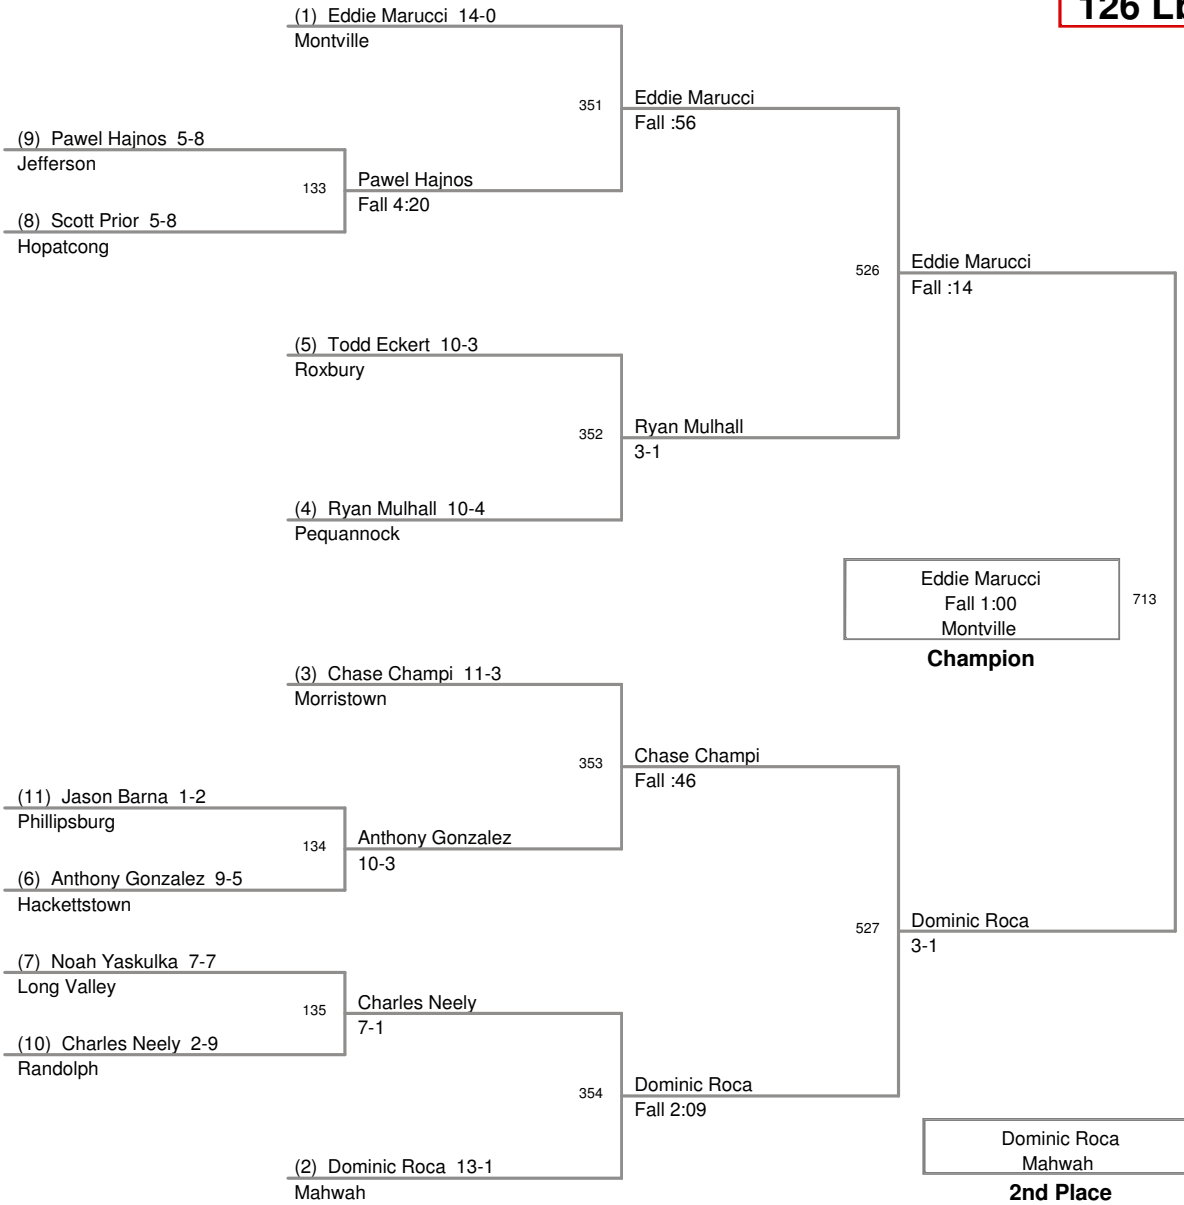 126 Lb
(1) Eddie Marucci 14-0
Montville
351
Eddie Marucci
Fall :56
(9) Pawel Hajnos 5-8
Jefferson
133
Pawel Hajnos
Fall 4:20
(8) Scott Prior 5-8
Hopatcong
526
Eddie Marucci
Fall :14
(5) Todd Eckert 10-3
Roxbury
352
Ryan Mulhall
3-1
(4) Ryan Mulhall 10-4
Pequannock
Eddie Marucci
Fall 1:00
Montville
713
Champion
(3) Chase Champi 11-3
Morristown
353
Chase Champi
Fall :46
(11) Jason Barna 1-2
Phillipsburg
134
Anthony Gonzalez
10-3
(6) Anthony Gonzalez 9-5
Hackettstown
527
Dominic Roca
3-1
(7) Noah Yaskulka 7-7
Long Valley
135
Charles Neely
7-1
(10) Charles Neely 2-9
Randolph
354
Dominic Roca
Fall 2:09
(2) Dominic Roca 13-1
Mahwah
Dominic Roca
Mahwah
2nd Place